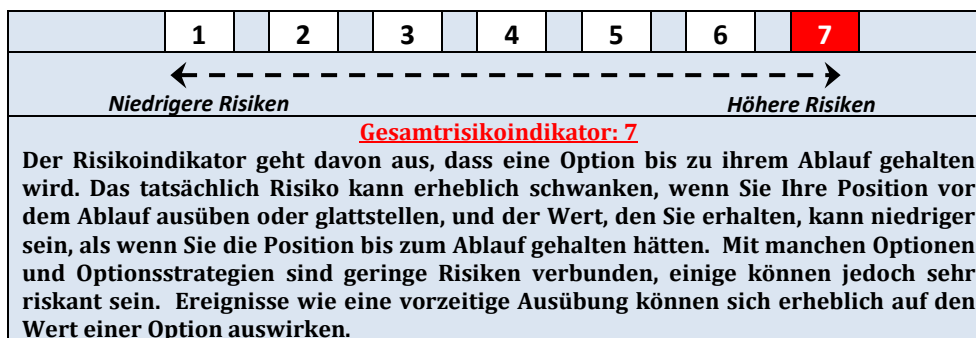 1 2 3 4 5 6 7
Niedrigere Risiken Höhere Risiken
Gesamtrisikoindikator: 7
Der Risikoindikator geht davon aus, dass eine Option bis zu ihrem Ablauf gehalten
wird. Das tatsächlich Risiko kann erheblich schwanken, wenn Sie Ihre Position vor
dem Ablauf ausüben oder glattstellen, und der Wert, den Sie erhalten, kann niedriger
sein, als wenn Sie die Position bis zum Ablauf gehalten hätten. Mit manchen Optionen
und Optionsstrategien sind geringe Risiken verbunden, einige können jedoch sehr
riskant sein. Ereignisse wie eine vorzeitige Ausübung können sich erheblich auf den
Wert einer Option auswirken.